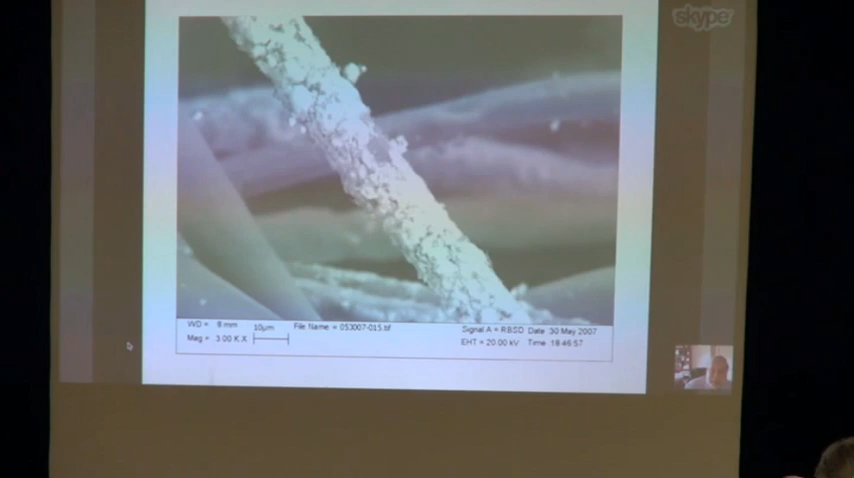 skype
WD = 8 mm 10µm File Name = 053007-015.tif Signal A = RBSD Date :30 May 2007
Mag = 3.00 K X EHT = 20.00 kV Time :18:46:57